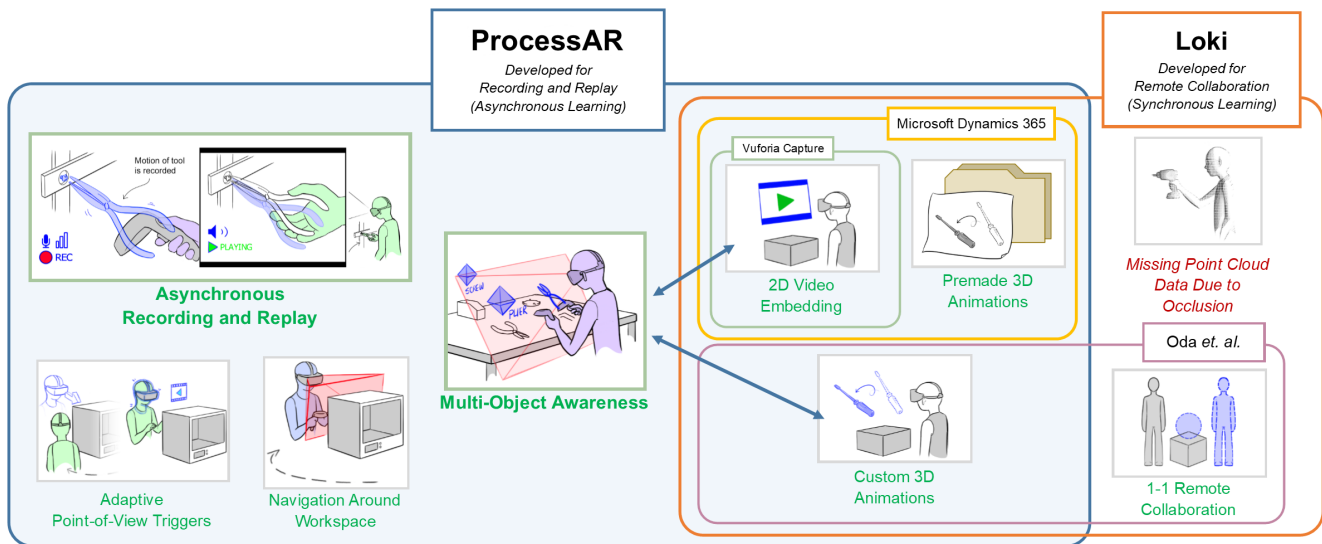 ProcessAR
Developed for
Recording and Replay
(Asynchronous Learning)
Loki
Developed for
Remote Collaboration
(Synchronous Learning)
Microsoft Dynamics 365
Vuforia Capture
Motion of tool
is recorded
REC
PLAYING
Asynchronous
Recording and Replay
SCREW
PLIER
Multi-Object Awareness
2D Video
Embedding
Premade 3D
Animations
Missing Point Cloud
Data Due to
Occlusion
Oda et. al.
Adaptive
Point-of-View Triggers
Navigation Around
Workspace
Custom 3D
Animations
1-1 Remote
Collaboration